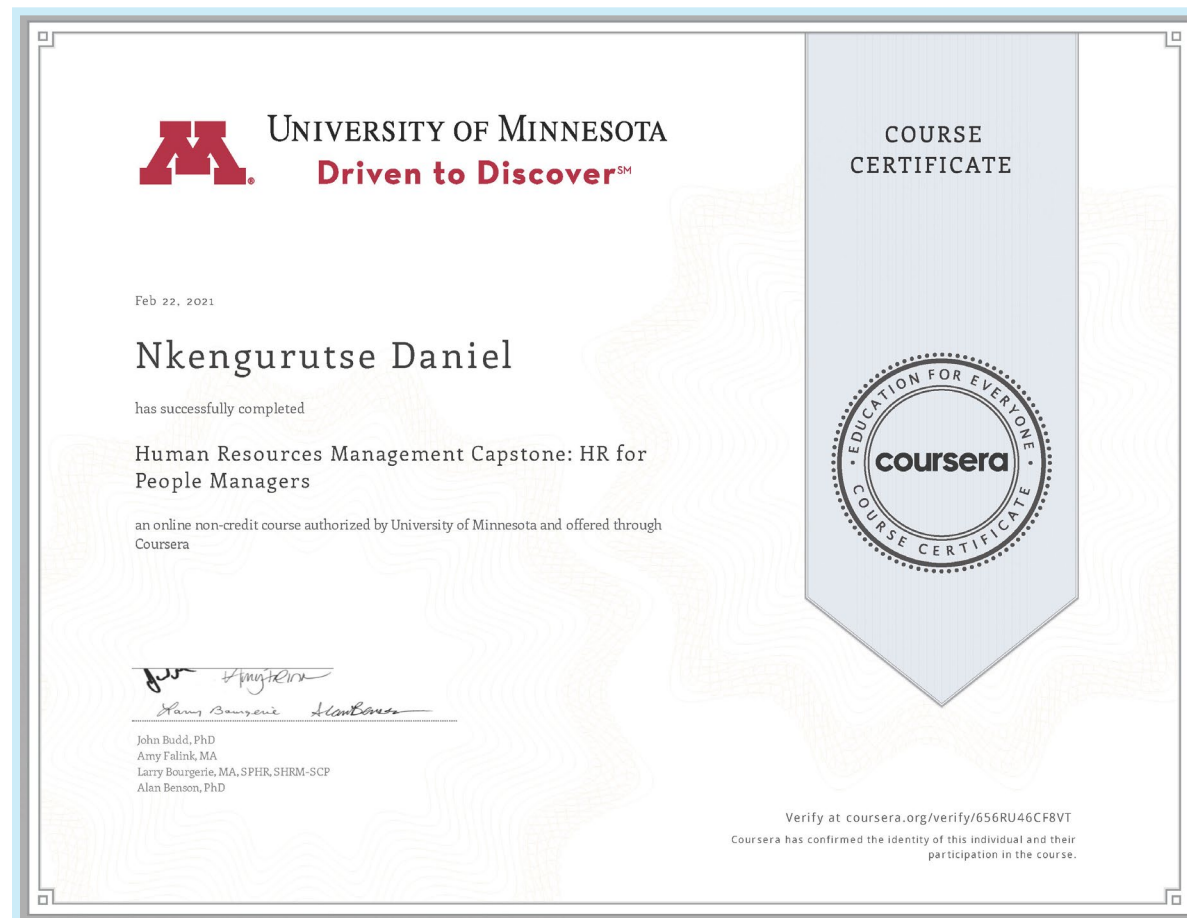 UNIVERSITY OF MINNESOTA
Driven to Discover℠
COURSE
CERTIFICATE
Feb 22, 2021
Nkengurutse Daniel
has successfully completed
Human Resources Management Capstone: HR for
People Managers
an online non-credit course authorized by University of Minnesota and offered through
Coursera
EDUCATION FOR EVERYONE
coursera
COURSE CERTIFICATE
John Budd, PhD
Amy Falink, MA
Larry Bourgerie, MA, SPHR, SHRM-SCP
Alan Benson, PhD
Verify at coursera.org/verify/656RU46CF8VT
Coursera has confirmed the identity of this individual and their
participation in the course.